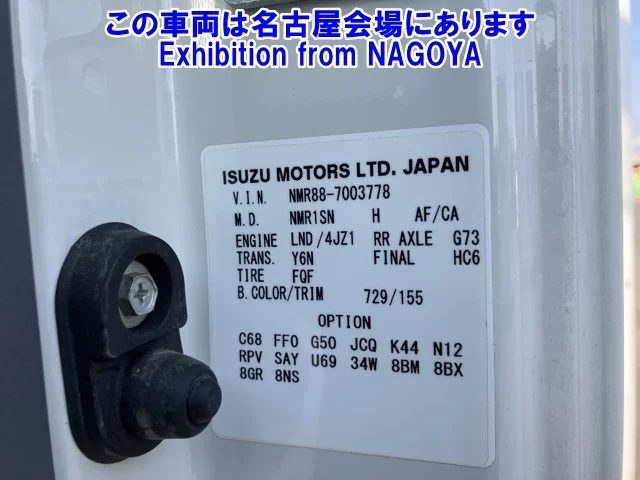 この車両は名古屋会場にあります
Exhibition from NAGOYA
ISUZU MOTORS LTD. JAPAN
V.I.N. NMR88-7003778
M.D. NMR1SN H AF/CA
ENGINE LND/4JZ1 RR AXLE G73
TRANS. Y6N FINAL HC6
TIRE FQF
B.COLOR/TRIM 729/155
OPTION
C68 FF0 G50 JCQ K44 N12
RPV SAY U69 34W 8BM 8BX
8GR 8NS